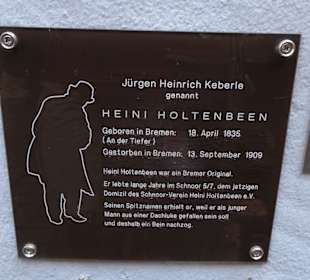 Jürgen Heinrich Keberle
genannt
HEINI HOLTENBEEN
Geboren in Bremen: 18. April 1835
(An der Tiefer)
Gestorben in Bremen: 13. September 1909
Heini Holtenbeen war ein Bremer Original.
Er lebte lange Jahre im Schnoor 5/7, dem jetzigen
Domizil des Schnoor-Verein Heini Holtenbeen e.V.
Seinen Spitznamen erhielt er, weil er als junger
Mann aus einer Dachluke gefallen sein soll
und deshalb ein Bein nachzog.